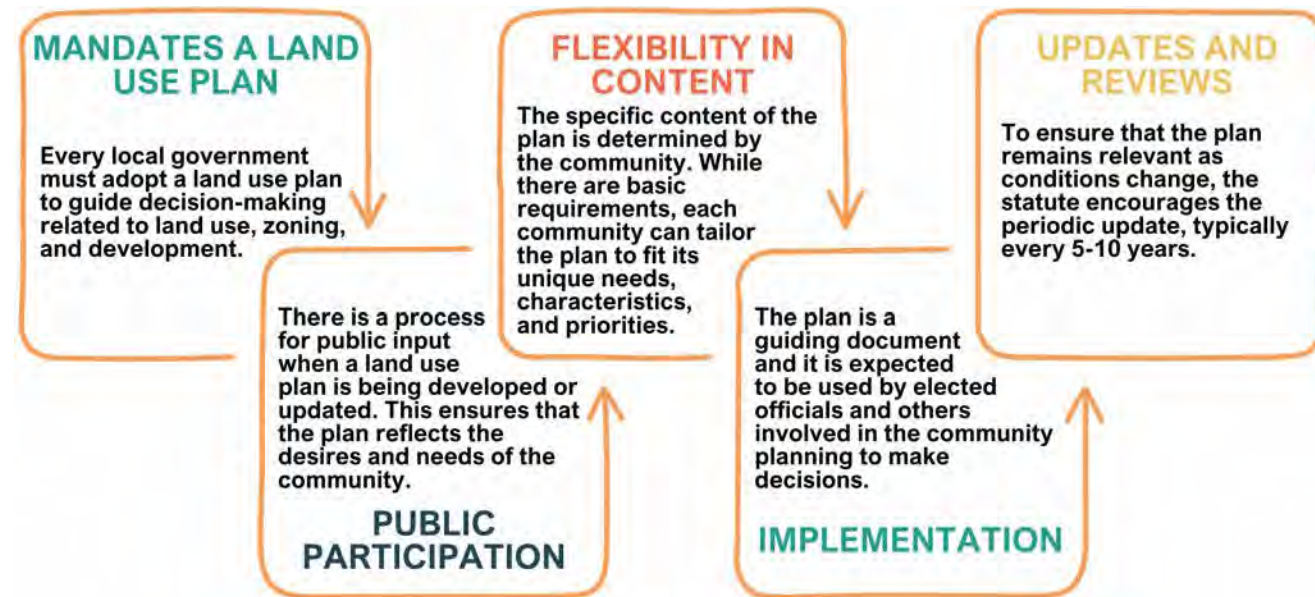 MANDATES A LAND
USE PLAN
Every local government
must adopt a land use plan
to guide decision-making
related to land use, zoning,
and development.
There is a process
for public input
when a land use
plan is being developed or
updated. This ensures that
the plan reflects the
desires and needs of the
community.
PUBLIC
PARTICIPATION
FLEXIBILITY IN
CONTENT
The specific content of the
plan is determined by
the community. While
there are basic
requirements, each
community can tailor
the plan to fit its
unique needs,
characteristics,
and priorities.
The plan is a
guiding document
and it is expected
to be used by elected
officials and others
involved in the community
planning to make
decisions.
IMPLEMENTATION
UPDATES AND
REVIEWS
To ensure that the plan
remains relevant as
conditions change, the
statute encourages the
periodic update, typically
every 5-10 years.